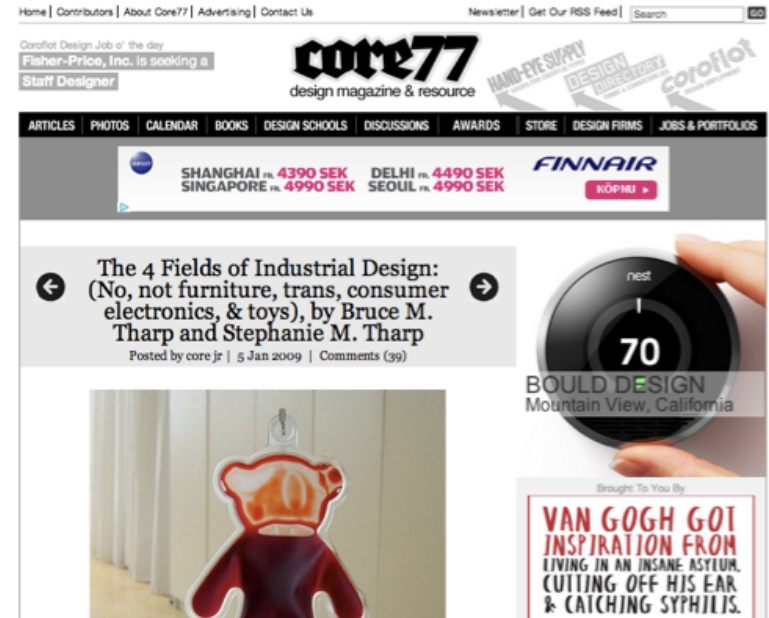 Home | Contributors | About Core77 | Advertising | Contact Us
Newsletter | Get Our RSS Feed | Search GO
Coroflot Design Job o' the day
Fisher-Price, Inc. is seeking a
Staff Designer
core77
design magazine & resource
HAND-EYE SUPPLY
DESIGN DIRECTORY
coroflot
ARTICLES PHOTOS CALENDAR BOOKS DESIGN SCHOOLS DISCUSSIONS AWARDS STORE DESIGN FIRMS JOBS & PORTFOLIOS
SHANGHAI FR. 4390 SEK DELHI FR. 4490 SEK
SINGAPORE FR. 4990 SEK SEOUL FR. 4990 SEK
FINNAIR
KÖP NU
The 4 Fields of Industrial Design:
(No, not furniture, trans, consumer
electronics, & toys), by Bruce M.
Tharp and Stephanie M. Tharp
Posted by core jr | 5 Jan 2009 | Comments (39)
nest
70
BOULD DESIGN
Mountain View, California
Brought To You By
VAN GOGH GOT
INSPIRATION FROM
LIVING IN AN INSANE ASYLUM,
CUTTING OFF HIS EAR
& CATCHING SYPHILIS.